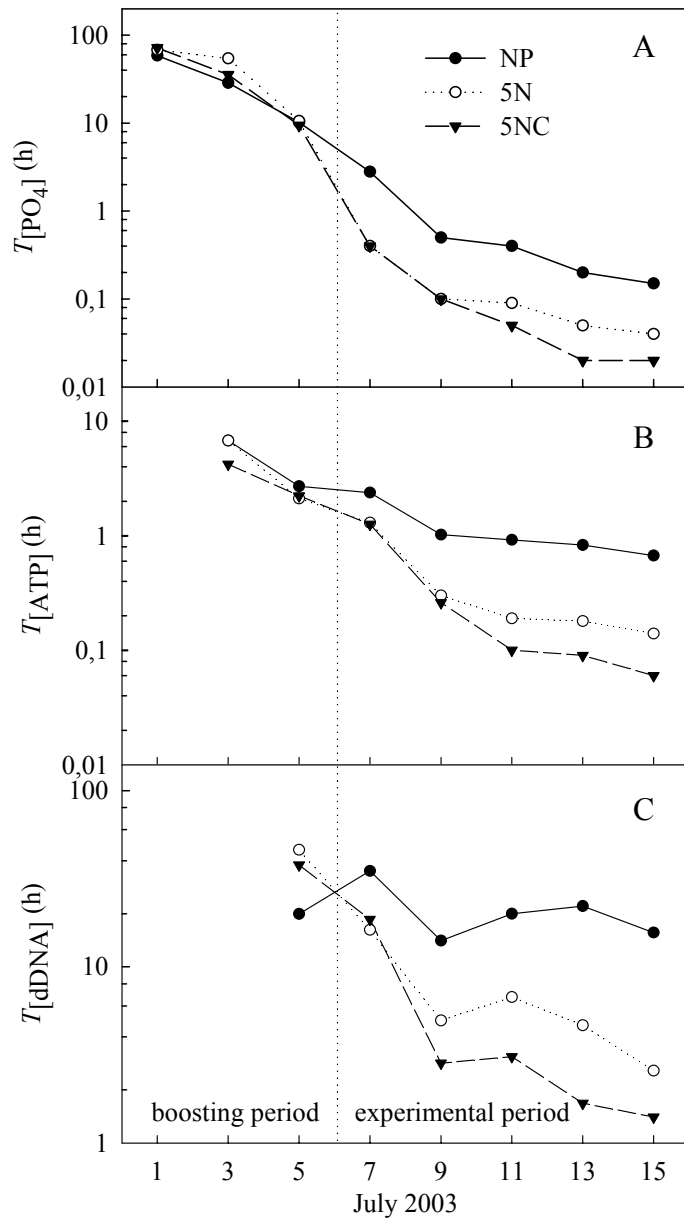 A
NP
5N
5NC
100
10
1
0,1
0,01
T[PO4] (h)
B
10
1
0,1
0,01
T[ATP] (h)
C
100
10
1
T[dDNA] (h)
boosting period
experimental period
1 3 5 7 9 11 13 15
July 2003